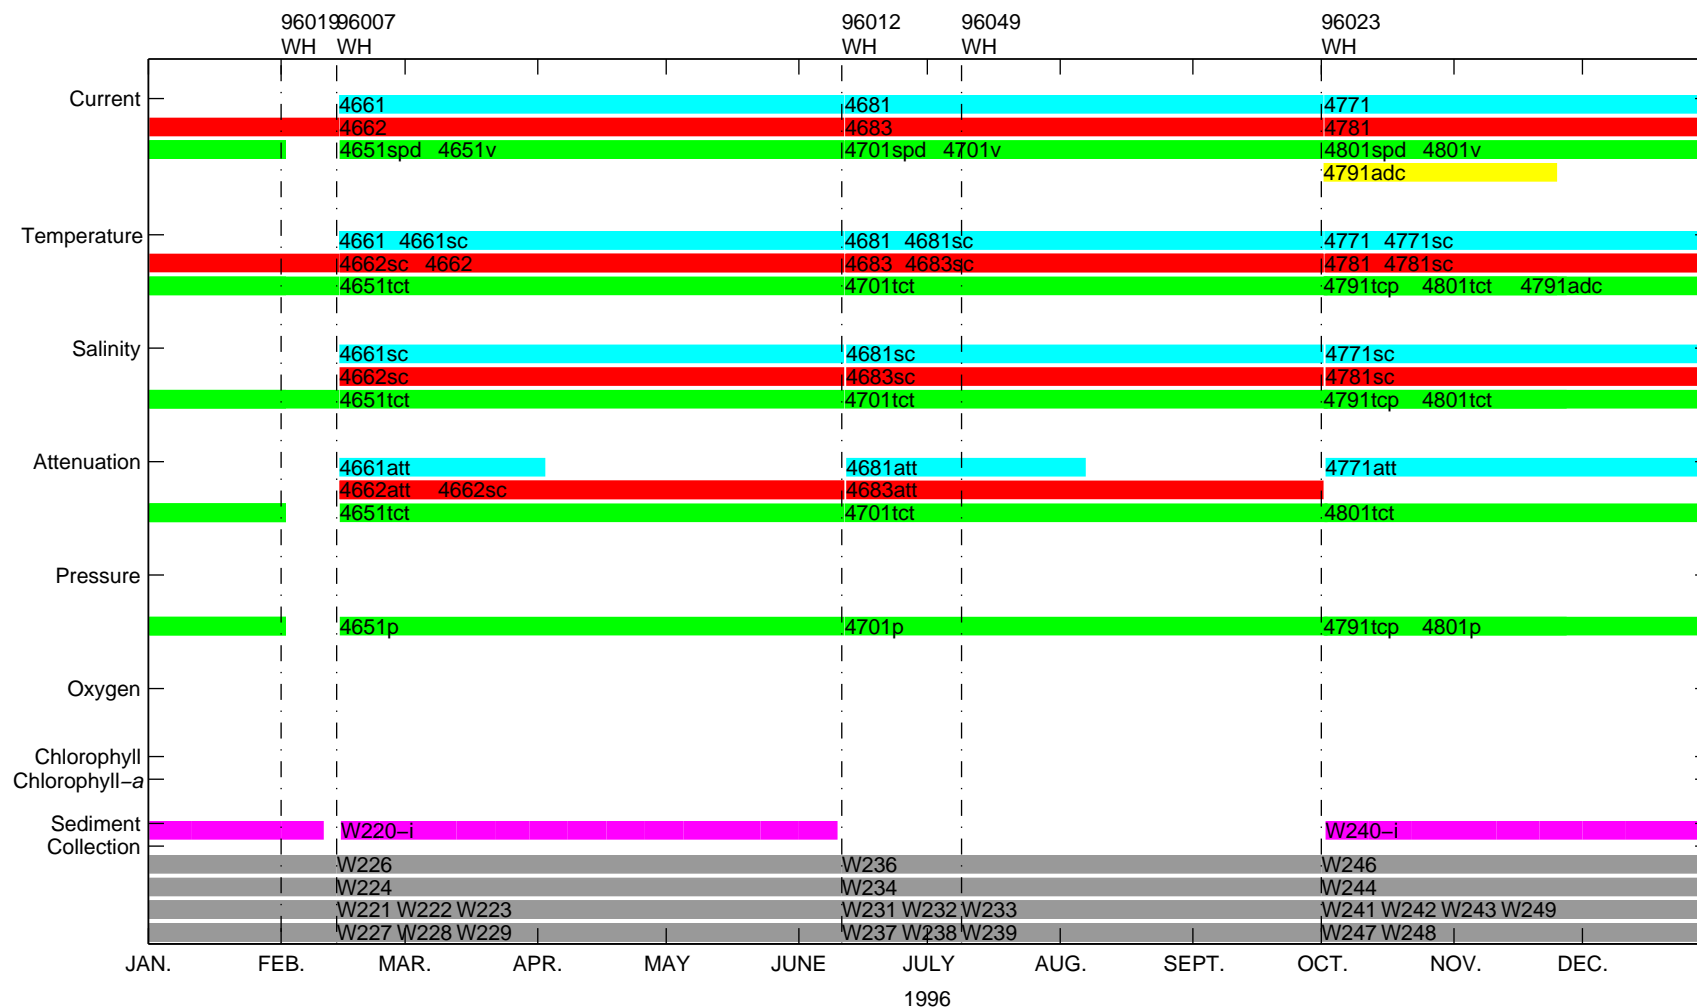 96019 96007 96012 96049 96023
WH WH WH WH WH
Current
4661 4681 4771
4662 4683 4781
4651spd 4651v 4701spd 4701v 4801spd 4801v
4791adc
Temperature
4661 4661sc 4681 4681sc 4771 4771sc
4662sc 4662 4683 4683sc 4781 4781sc
4651tct 4701tct 4791tcp 4801tct 4791adc
Salinity
4661sc 4681sc 4771sc
4662sc 4683sc 4781sc
4651tct 4701tct 4791tcp 4801tct
Attenuation
4661att 4681att 4771att
4662att 4662sc 4683att
4651tct 4701tct 4801tct
Pressure
4651p 4701p 4791tcp 4801p
Oxygen
Chlorophyll
Chlorophyll−a
Sediment
W220−i W240−i
Collection
W226 W236 W246
W224 W234 W244
W221 W222 W223 W231 W232 W233 W241 W242 W243 W249
W227 W228 W229 W237 W238 W239 W247 W248
JAN. FEB. MAR. APR. MAY JUNE JULY AUG. SEPT. OCT. NOV. DEC.
1996